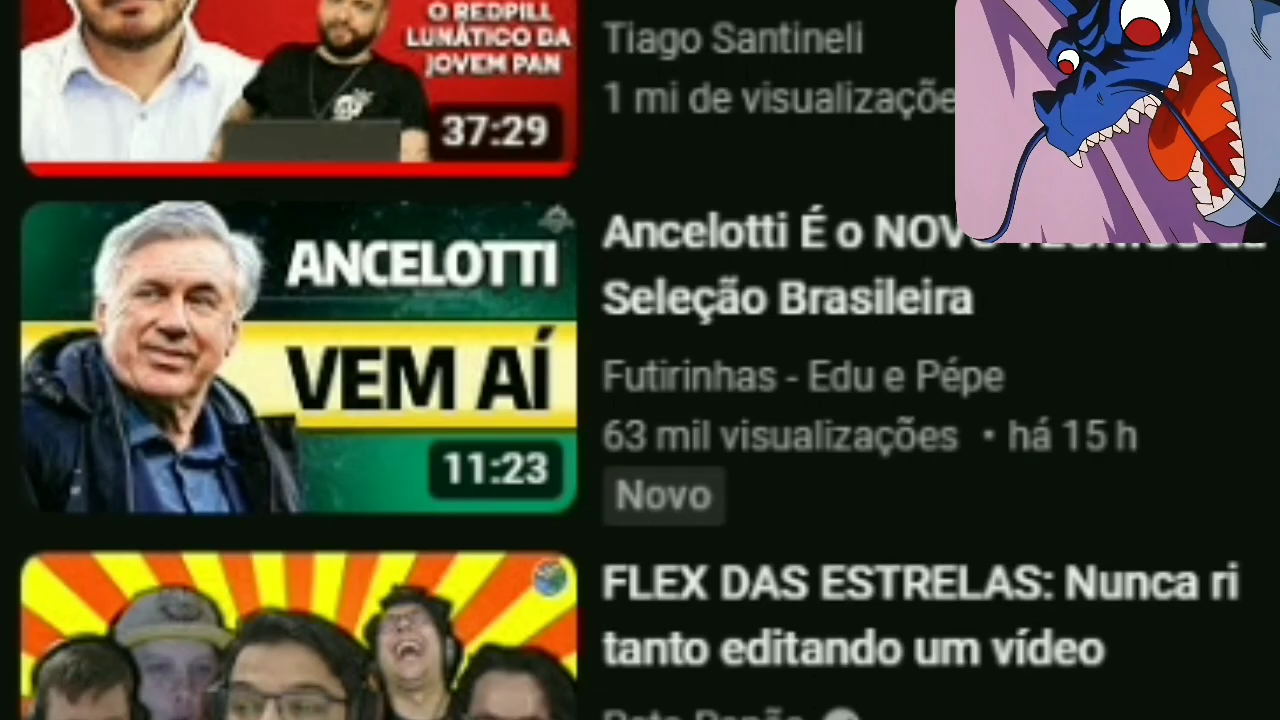 O REDPILL
LUNÁTICO DA
JOVEM PAN
37:29
Tiago Santineli
1 mi de visualizaçõe
ANCELOTTI
VEM AÍ
11:23
Ancelotti É o NOV
Seleção Brasileira
Futirinhas - Edu e Pépe
63 mil visualizações • há 15 h
Novo
FLEX DAS ESTRELAS: Nunca ri
tanto editando um vídeo